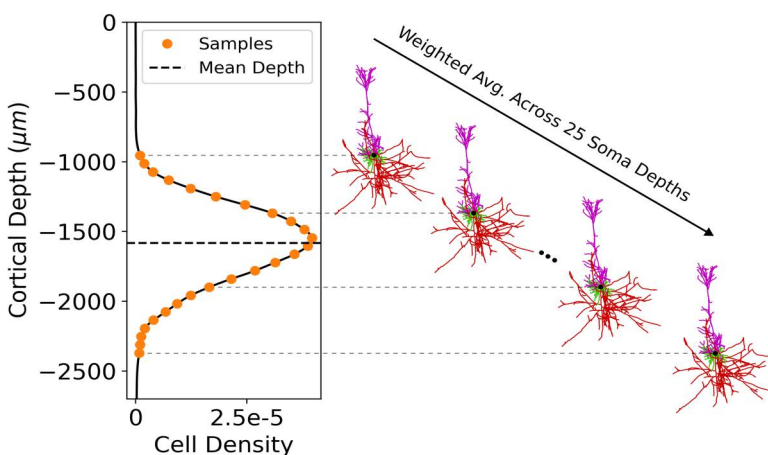 0
−500
−1000
−1500
−2000
−2500
Cortical Depth (μm)
Samples
Mean Depth
0
2.5e-5
Cell Density
Weighted Avg. Across 25 Soma Depths